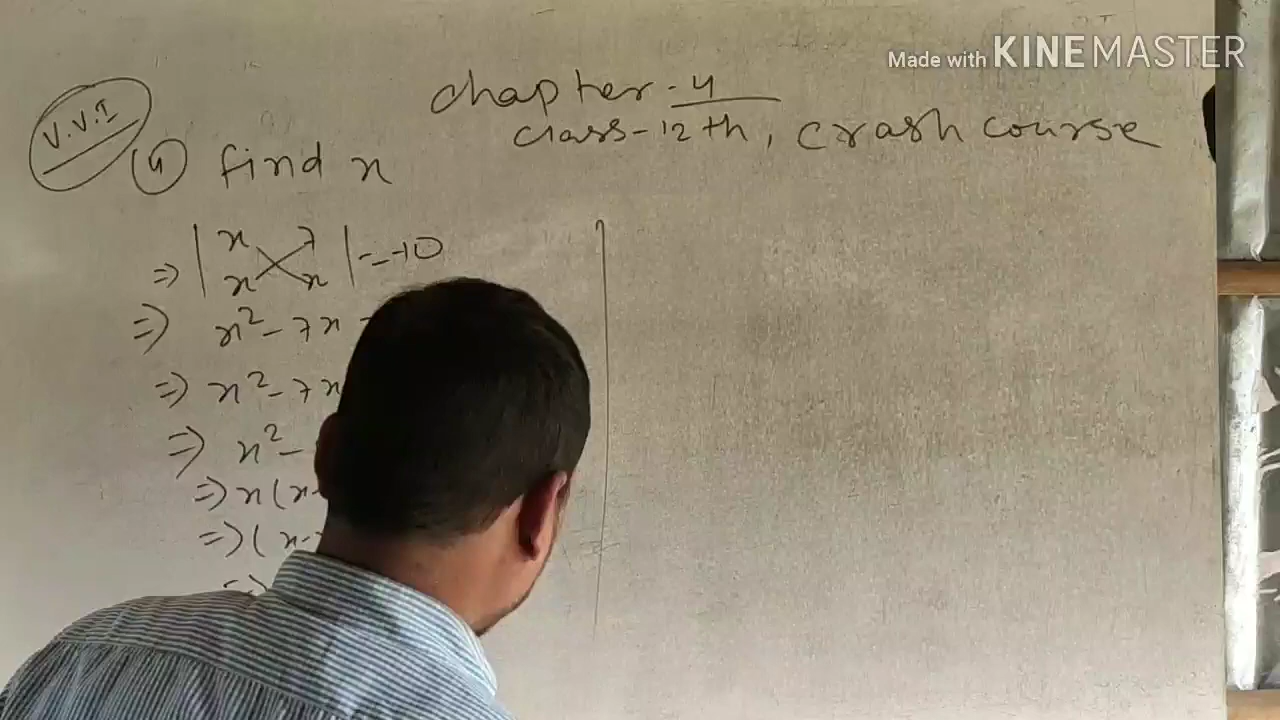 Made with KINEMASTER
chapter-4
class-12th, crash course
V.V.I
4 find x
=> | x 7 | = -10
x x
=> x² - 7x
=> x² - 7x
=> x² -
=> x(x-
=> (x-
=>